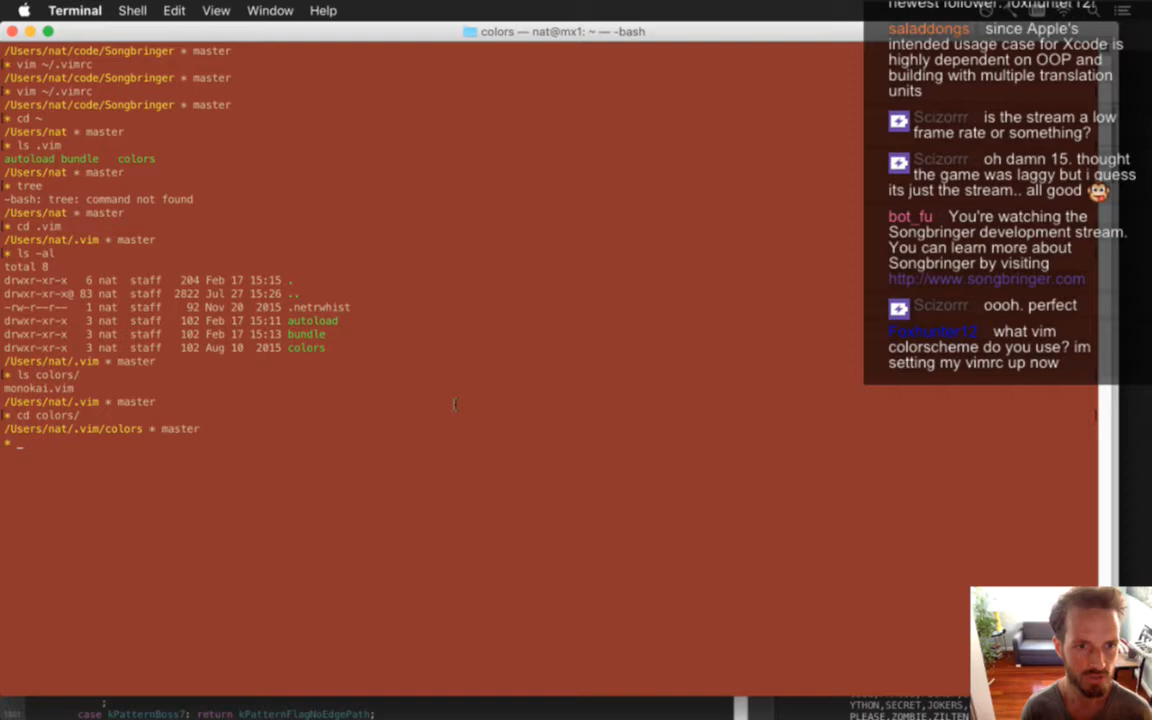 Terminal Shell Edit View Window Help
colors — nat@mx1: ~ — -bash
/Users/nat/code/Songbringer * master
* vim ~/.vimrc
/Users/nat/code/Songbringer * master
* vim ~/.vimrc
/Users/nat/code/Songbringer * master
* cd ~
/Users/nat * master
* ls .vim
autoload bundle colors
/Users/nat * master
* tree
-bash: tree: command not found
/Users/nat * master
* cd .vim
/Users/nat/.vim * master
* ls -al
total 8
drwxr-xr-x 6 nat staff 204 Feb 17 15:15 .
drwxr-xr-x@ 83 nat staff 2822 Jul 27 15:26 ..
-rw-r--r-- 1 nat staff 92 Nov 20 2015 .netrwhist
drwxr-xr-x 3 nat staff 102 Feb 17 15:11 autoload
drwxr-xr-x 3 nat staff 102 Feb 17 15:13 bundle
drwxr-xr-x 3 nat staff 102 Aug 10 2015 colors
/Users/nat/.vim * master
* ls colors/
monokai.vim
/Users/nat/.vim * master
* cd colors/
/Users/nat/.vim/colors * master
* _
newest follower: foxhunter12!
saladdongs since Apple's
intended usage case for Xcode is
highly dependent on OOP and
building with multiple translation
units
Scizorrr is the stream a low
frame rate or something?
Scizorrr oh damn 15. thought
the game was laggy but i guess
its just the stream.. all good
bot_fu You're watching the
Songbringer development stream.
You can learn more about
Songbringer by visiting
http://www.songbringer.com
Scizorrr oooh. perfect
Foxhunter12 what vim
colorscheme do you use? im
setting my vimrc up now
;
case kPatternBoss7: return kPatternFlagNoEdgePath;
YTHON,SECRET,JOKERS,
PLEASE,ZOMBIE,ZILTEN